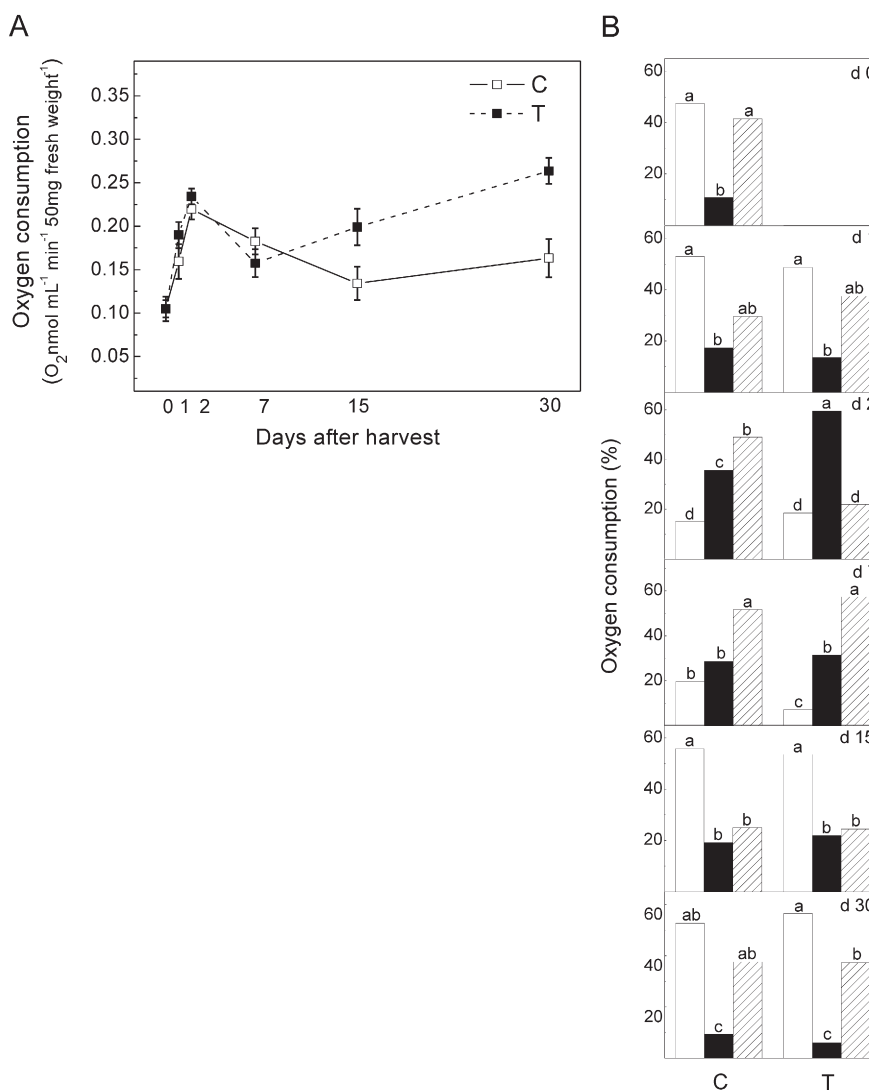 A
Oxygen consumption
(O₂nmol mL⁻¹ min⁻¹ 50mg fresh weight⁻¹)
0.35
0.30
0.25
0.20
0.15
0.10
0.05
C
T
0 1 2 7 15 30
Days after harvest
B
Oxygen consumption (%)
d 0
60
40
20
a
b
a
d
60
40
20
a
b
ab
a
b
ab
d 2
60
40
20
d
c
b
d
a
d
d
60
40
20
b
b
a
c
b
a
d 15
60
40
20
a
b
b
a
b
b
d 30
60
40
20
ab
c
ab
a
c
b
C T